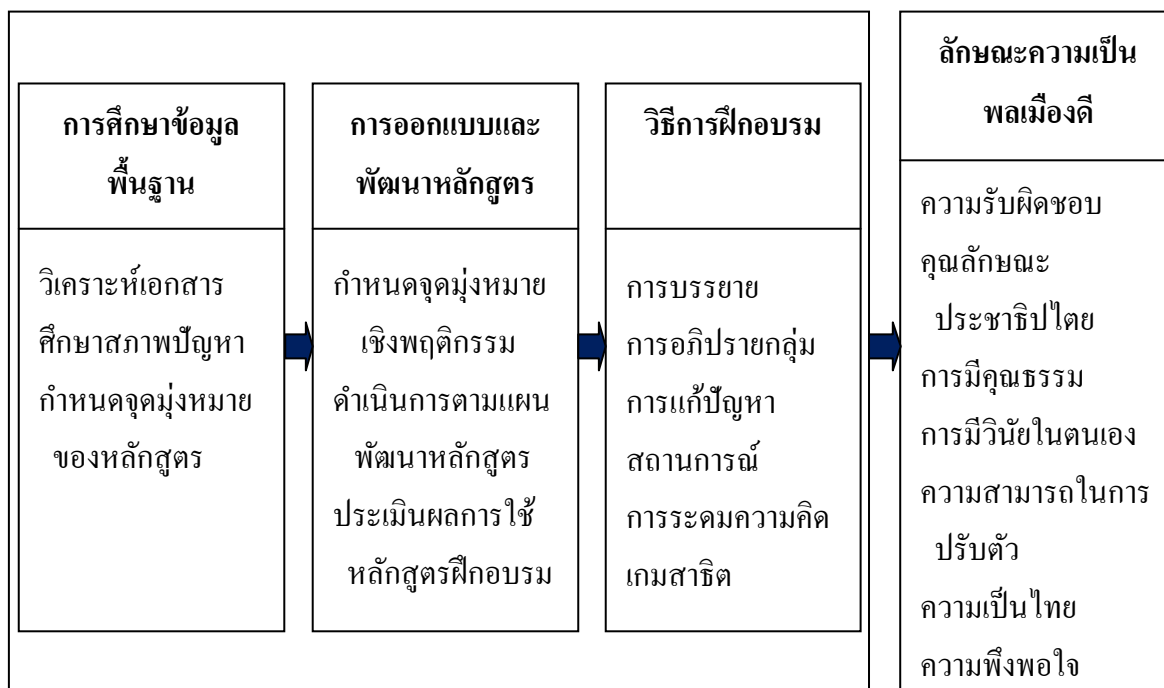 การศึกษาข้อมูล
พื้นฐาน
วิเคราะห์เอกสาร
ศึกษาสภาพปัญหา
กำหนดจุดมุ่งหมาย
ของหลักสูตร
การออกแบบและ
พัฒนาหลักสูตร
กำหนดจุดมุ่งหมาย
เชิงพฤติกรรม
ดำเนินการตามแผน
พัฒนาหลักสูตร
ประเมินผลการใช้
หลักสูตรฝึกอบรม
วิธีการฝึกอบรม
การบรรยาย
การอภิปรายกลุ่ม
การแก้ปัญหา
สถานการณ์
การระดมความคิด
เกมสาธิต
ลักษณะความเป็น
พลเมืองดี
ความรับผิดชอบ
คุณลักษณะ
ประชาธิปไตย
การมีคุณธรรม
การมีวินัยในตนเอง
ความสามารถในการ
ปรับตัว
ความเป็นไทย
ความพึงพอใจ